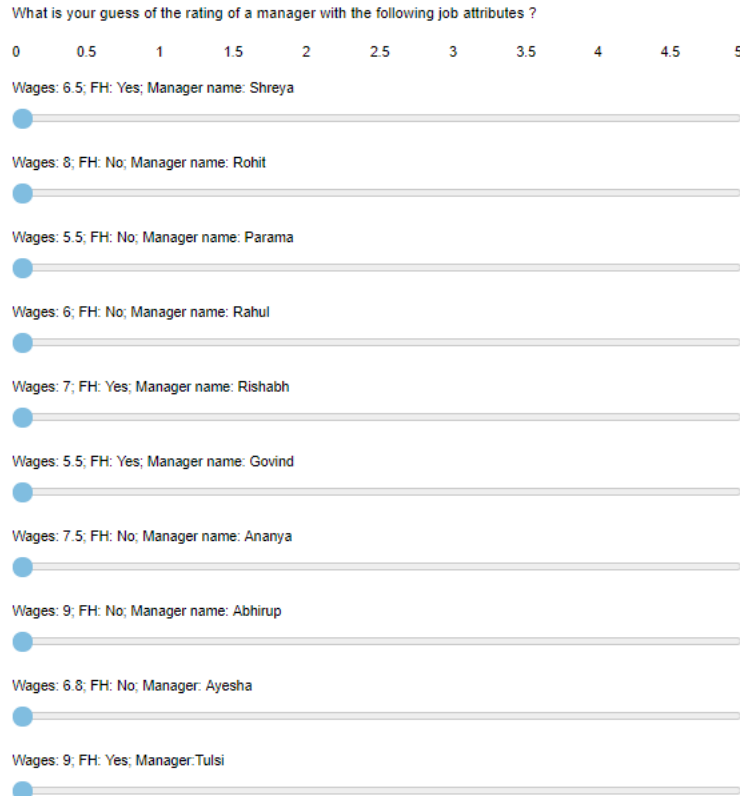 What is your guess of the rating of a manager with the following job attributes ?
0 0.5 1 1.5 2 2.5 3 3.5 4 4.5 5
Wages: 6.5; FH: Yes; Manager name: Shreya
Wages: 8; FH: No; Manager name: Rohit
Wages: 5.5; FH: No; Manager name: Parama
Wages: 6; FH: No; Manager name: Rahul
Wages: 7; FH: Yes; Manager name: Rishabh
Wages: 5.5; FH: Yes; Manager name: Govind
Wages: 7.5; FH: No; Manager name: Ananya
Wages: 9; FH: No; Manager name: Abhirup
Wages: 6.8; FH: No; Manager: Ayesha
Wages: 9; FH: Yes; Manager:Tulsi